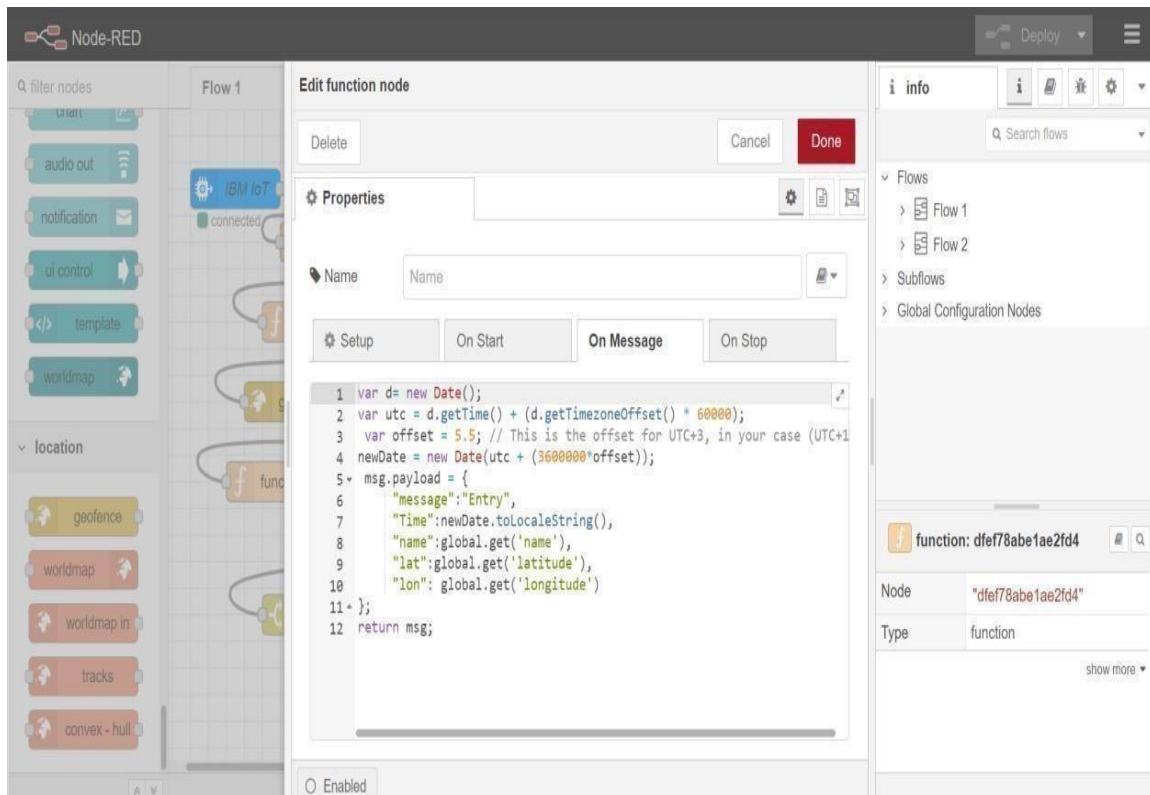 Node-RED
Deploy
filter nodes
chart
audio out
notification
ui control
</> template
worldmap
location
geofence
worldmap
worldmap in
tracks
convex - hull
Flow 1
IBM IoT
connected
f
g
f func
Edit function node
Delete
Cancel
Done
Properties
Name
Name
Setup
On Start
On Message
On Stop
1 var d= new Date();
2 var utc = d.getTime() + (d.getTimezoneOffset() * 60000);
3 var offset = 5.5; // This is the offset for UTC+3, in your case (UTC+1
4 newDate = new Date(utc + (3600000*offset));
5 msg.payload = {
6 "message":"Entry",
7 "Time":newDate.toLocaleString(),
8 "name":global.get('name'),
9 "lat":global.get('latitude'),
10 "lon": global.get('longitude')
11 };
12 return msg;
Enabled
i info
i
Search flows
Flows
Flow 1
Flow 2
Subflows
Global Configuration Nodes
f function: dfef78abe1ae2fd4
Node "dfef78abe1ae2fd4"
Type function
show more